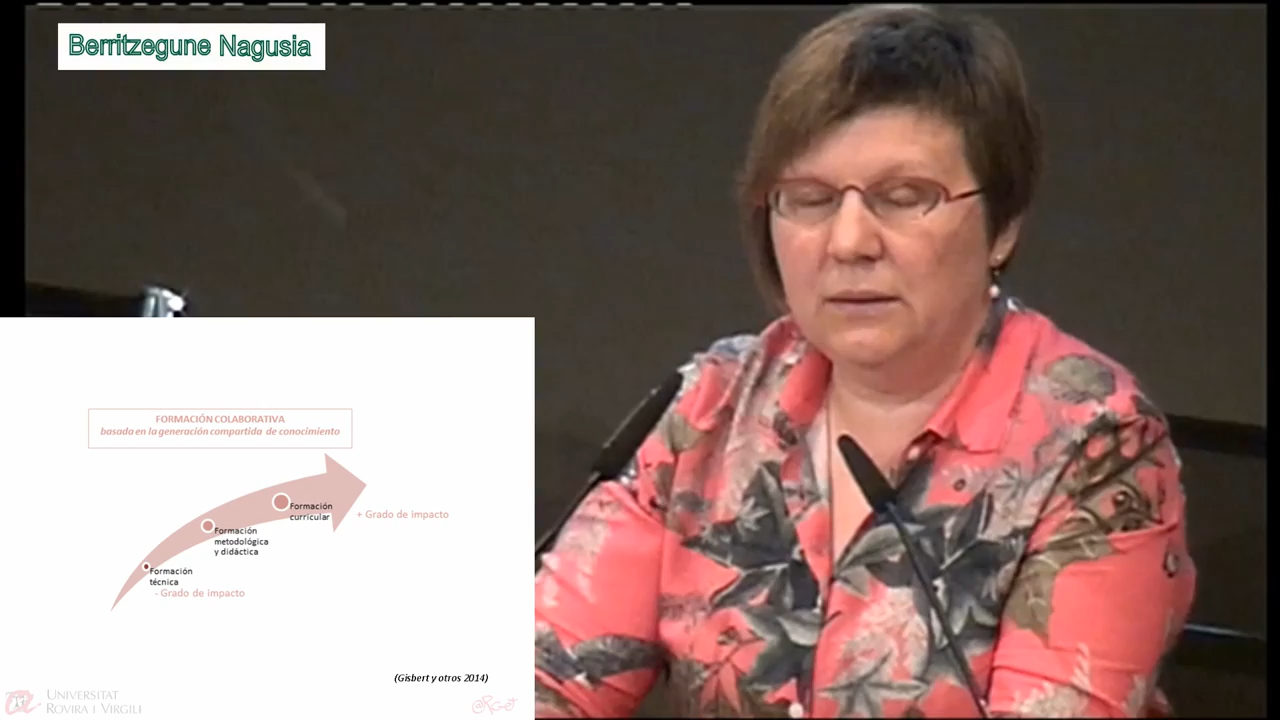 Berritzegune Nagusia
FORMACIÓN COLABORATIVA
basada en la generación compartida de conocimiento
Formación
curricular
+ Grado de impacto
Formación
metodológica
y didáctica
Formación
técnica
- Grado de impacto
(Gisbert y otros 2014)
UNIVERSITAT
ROVIRA I VIRGILI